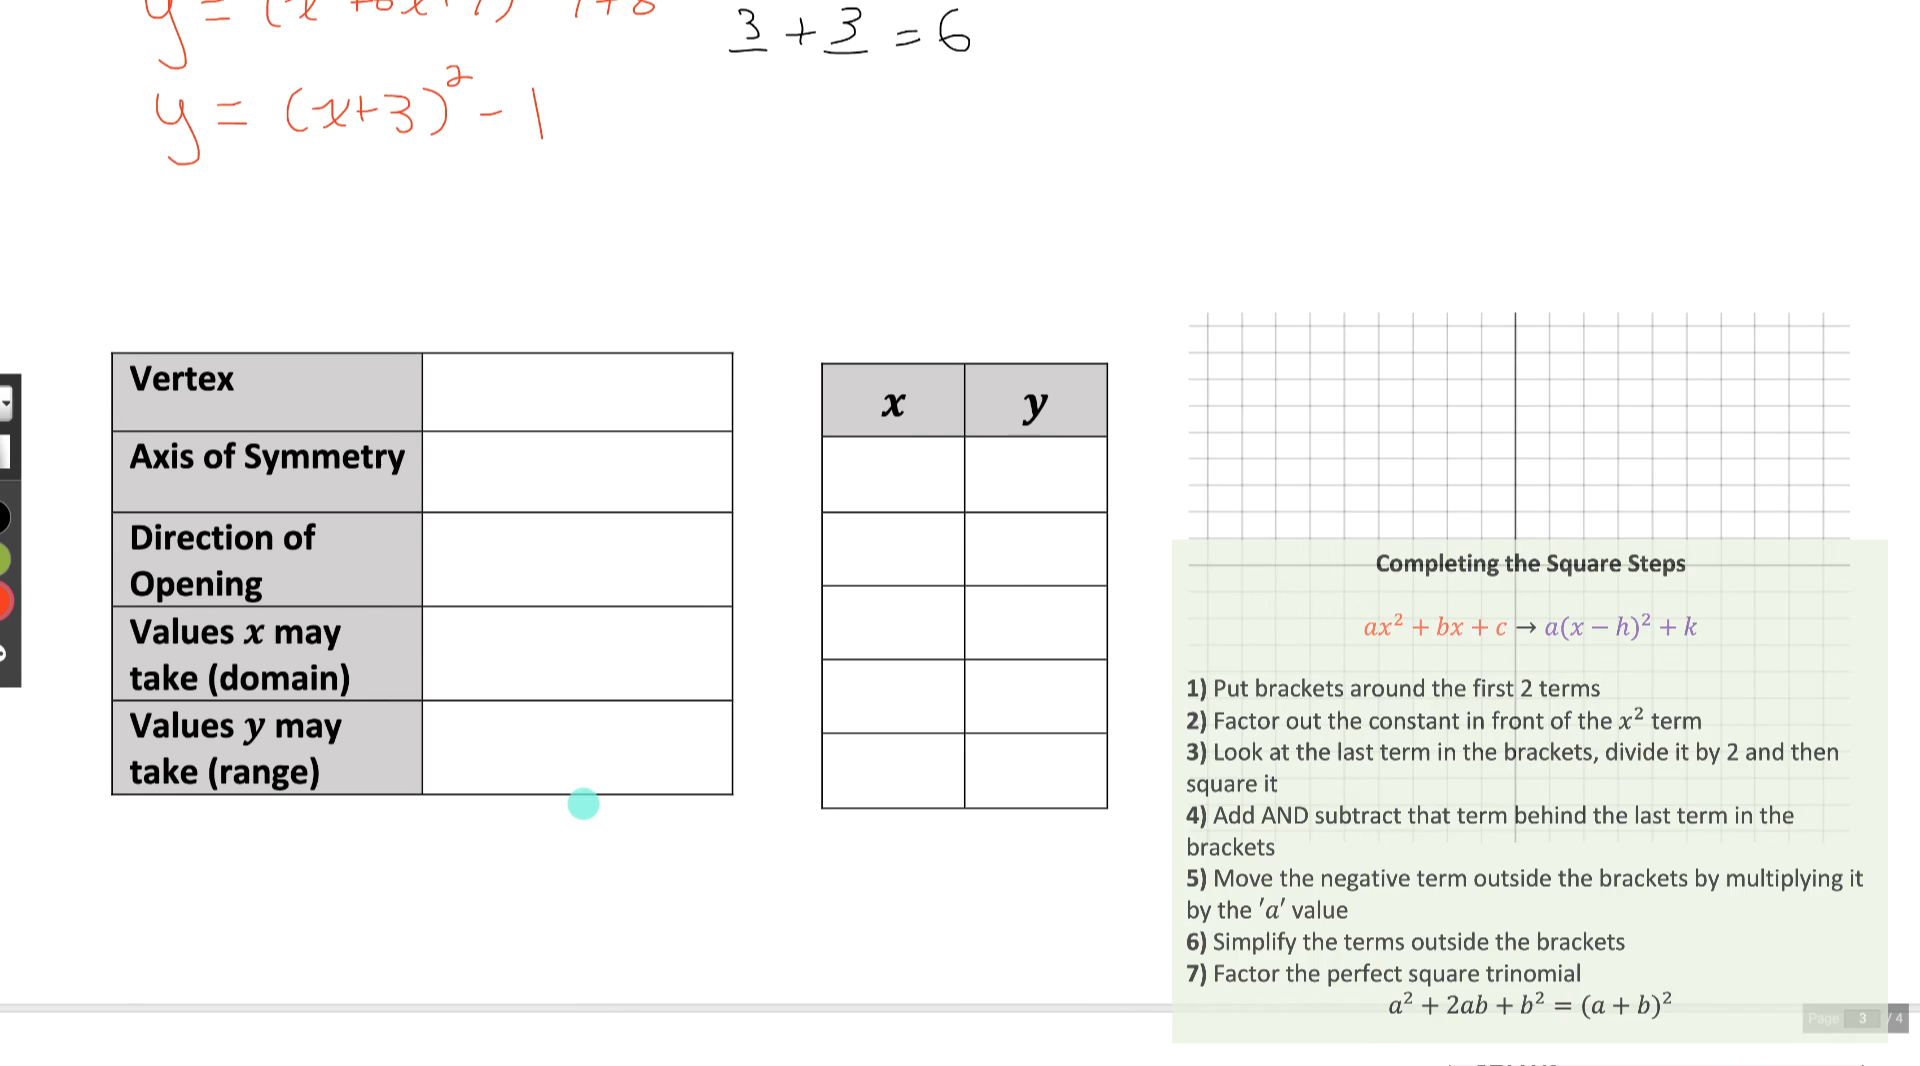 y = (x² + 6x + 9) - 9 + 8
3 + 3 = 6
y = (x+3)² - 1
Vertex
Axis of Symmetry
Direction of
Opening
Values x may
take (domain)
Values y may
take (range)
x y
Completing the Square Steps
ax² + bx + c → a(x − h)² + k
1) Put brackets around the first 2 terms
2) Factor out the constant in front of the x² term
3) Look at the last term in the brackets, divide it by 2 and then
square it
4) Add AND subtract that term behind the last term in the
brackets
5) Move the negative term outside the brackets by multiplying it
by the 'a' value
6) Simplify the terms outside the brackets
7) Factor the perfect square trinomial
a² + 2ab + b² = (a + b)²
Page 3 / 4